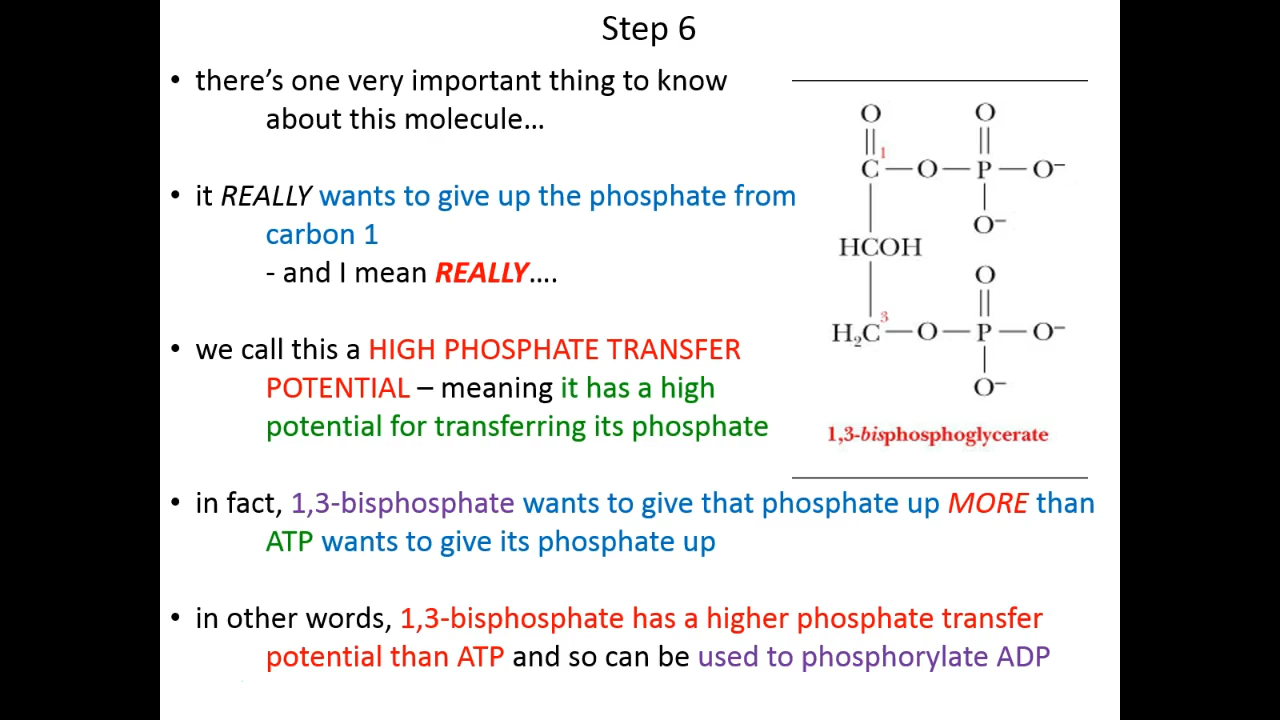 Step 6
• there’s one very important thing to know
about this molecule…
• it REALLY wants to give up the phosphate from
carbon 1
- and I mean REALLY….
• we call this a HIGH PHOSPHATE TRANSFER
POTENTIAL – meaning it has a high
potential for transferring its phosphate
• in fact, 1,3-bisphosphate wants to give that phosphate up MORE than
ATP wants to give its phosphate up
• in other words, 1,3-bisphosphate has a higher phosphate transfer
potential than ATP and so can be used to phosphorylate ADP
O O
1
C—O—P—O⁻
O⁻
HCOH
O
3
H₂C—O—P—O⁻
O⁻
1,3-bisphosphoglycerate